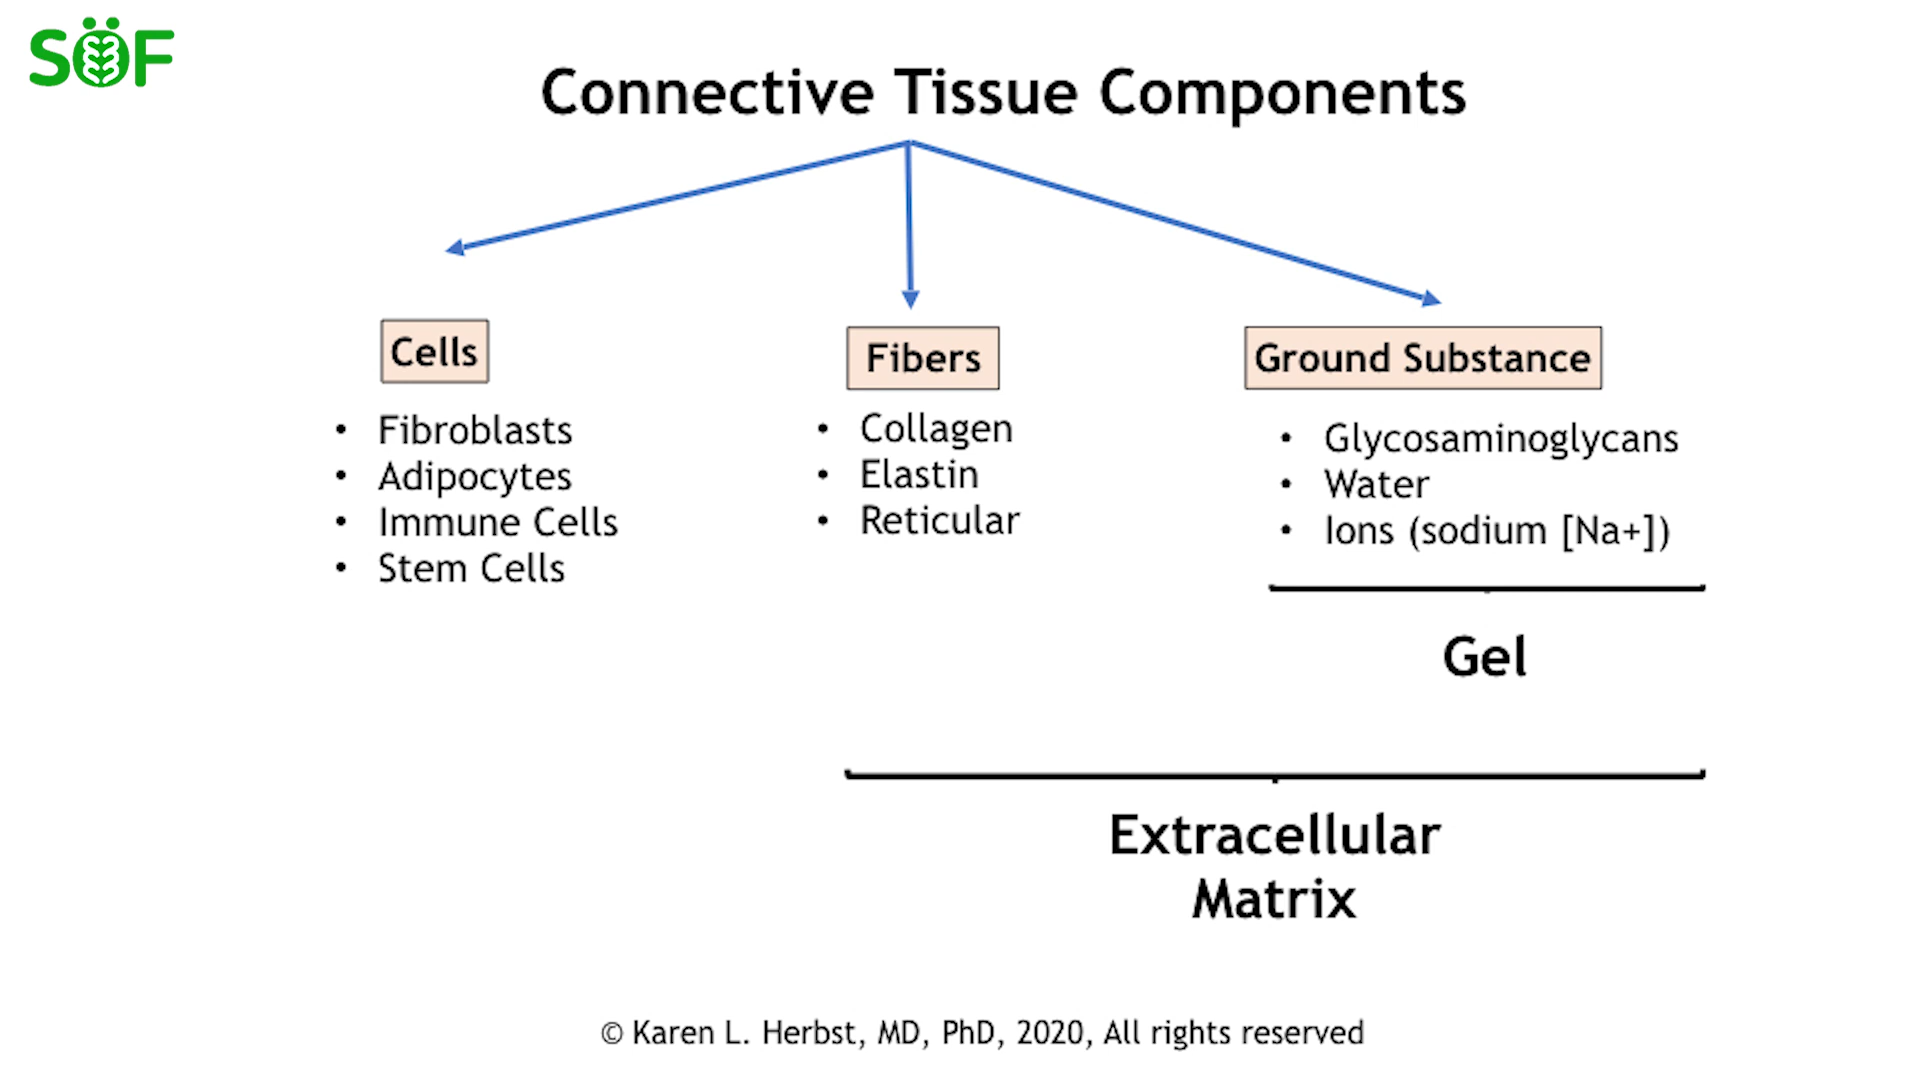 SÖF
Connective Tissue Components
Cells
• Fibroblasts
• Adipocytes
• Immune Cells
• Stem Cells
Fibers
• Collagen
• Elastin
• Reticular
Ground Substance
• Glycosaminoglycans
• Water
• Ions (sodium [Na+])
Gel
Extracellular
Matrix
© Karen L. Herbst, MD, PhD, 2020, All rights reserved